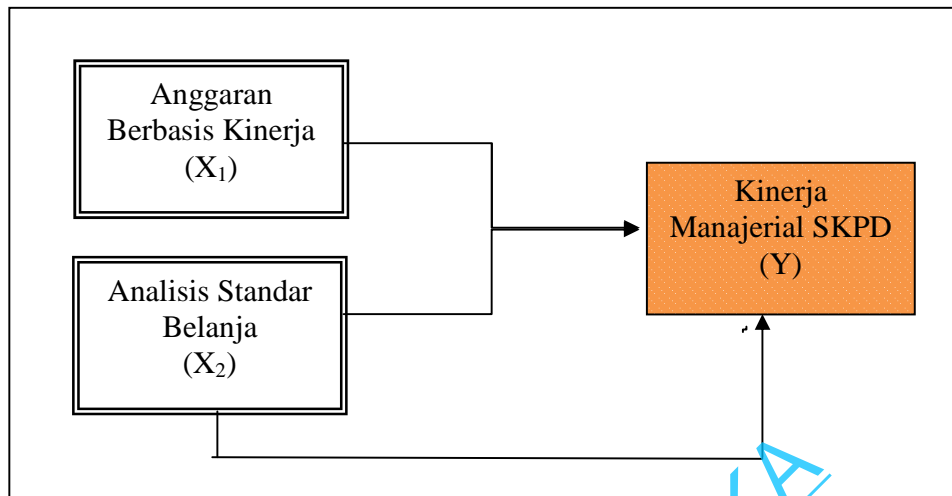 Anggaran
Berbasis Kinerja
(X₁)
Kinerja
Manajerial SKPD
(Y)
Analisis Standar
Belanja
(X₂)